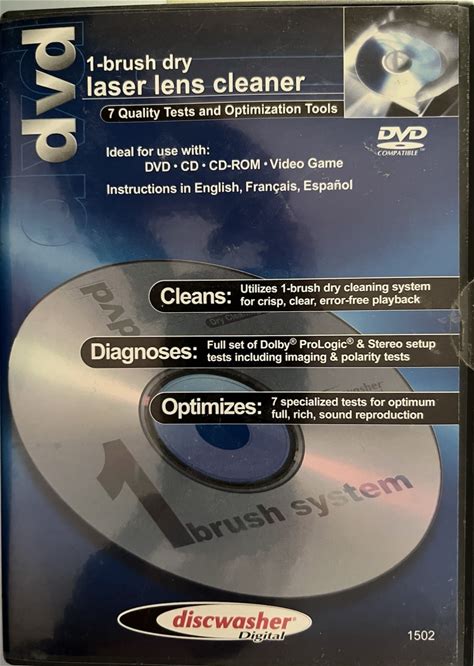 dvd
1-brush dry
laser lens cleaner
7 Quality Tests and Optimization Tools
DVD
COMPATIBLE™
Ideal for use with:
DVD • CD • CD-ROM • Video Game
Instructions in English, Français, Español
Cleans: Utilizes 1-brush dry cleaning system
for crisp, clear, error-free playback
Diagnoses: Full set of Dolby® ProLogic® & Stereo setup
tests including imaging & polarity tests
Optimizes: 7 specialized tests for optimum
full, rich, sound reproduction
dvd
1 brush system
discwasher®
Digital
1502